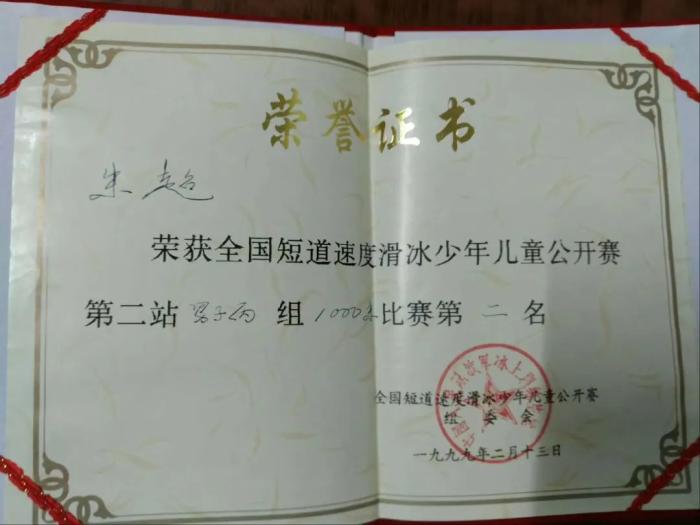 荣誉证书
朱超
荣获全国短道速度滑冰少年儿童公开赛
第二站 男子丙 组 1000米比赛第 二 名
全国短道速度滑冰少年儿童公开赛
组 委 会
一九九九年二月十三日